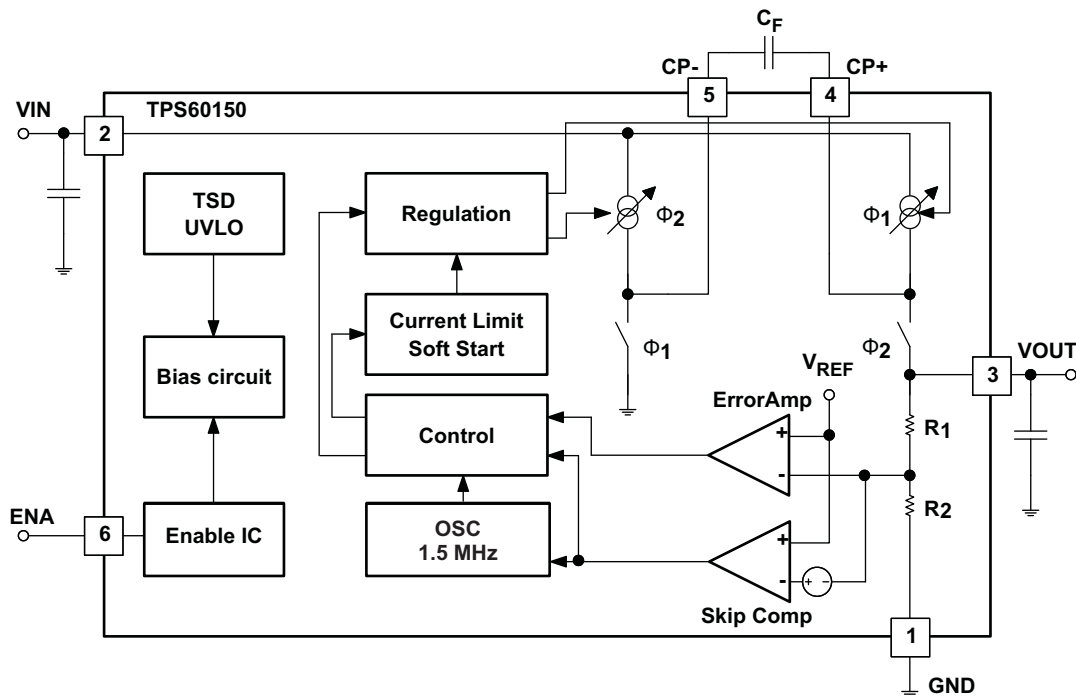 CF
CP-
CP+
5
4
VIN
TPS60150
2
TSD
UVLO
Regulation
Φ2
Φ1
Current Limit
Soft Start
Bias circuit
Φ1
Φ2
VOUT
3
VREF
ErrorAmp
Control
+
-
R1
R2
ENA
6
Enable IC
OSC
1.5 MHz
+
-
+ -
Skip Comp
1
GND